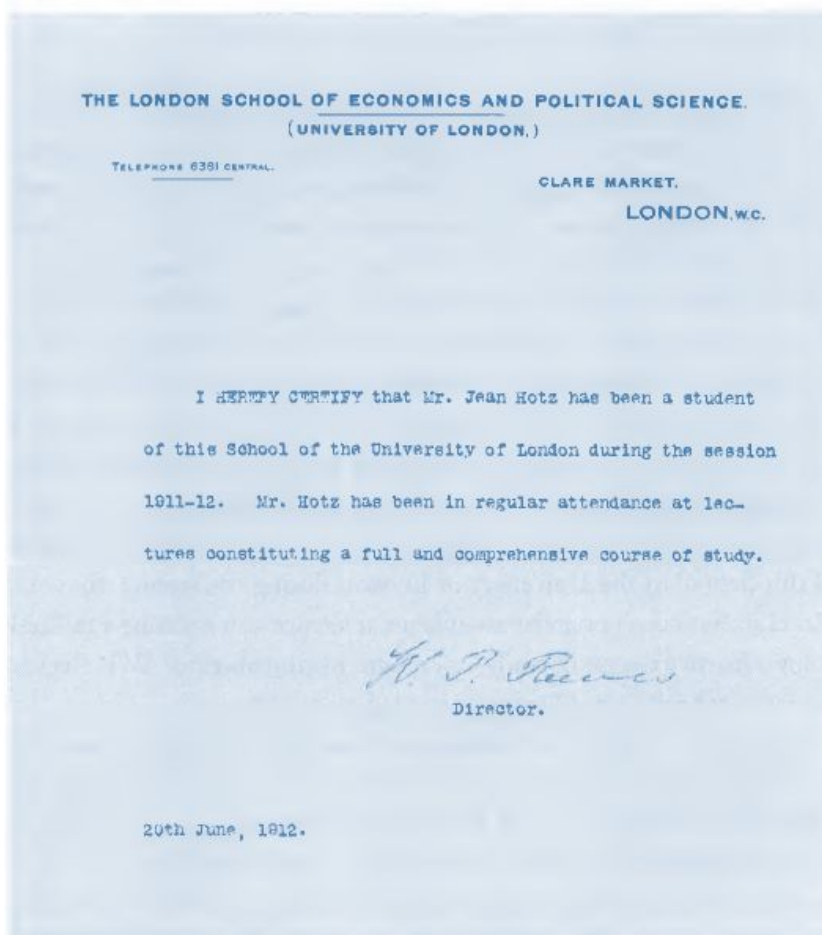 THE LONDON SCHOOL OF ECONOMICS AND POLITICAL SCIENCE.
(UNIVERSITY OF LONDON.)
TELEPHONE 6361 CENTRAL.
CLARE MARKET,
LONDON, W.C.
I HEREBY CERTIFY that Mr. Jean Hotz has been a student
of this School of the University of London during the session
1911-12. Mr. Hotz has been in regular attendance at lec-
tures constituting a full and comprehensive course of study.
W. P. Reeves
Director.
20th June, 1912.